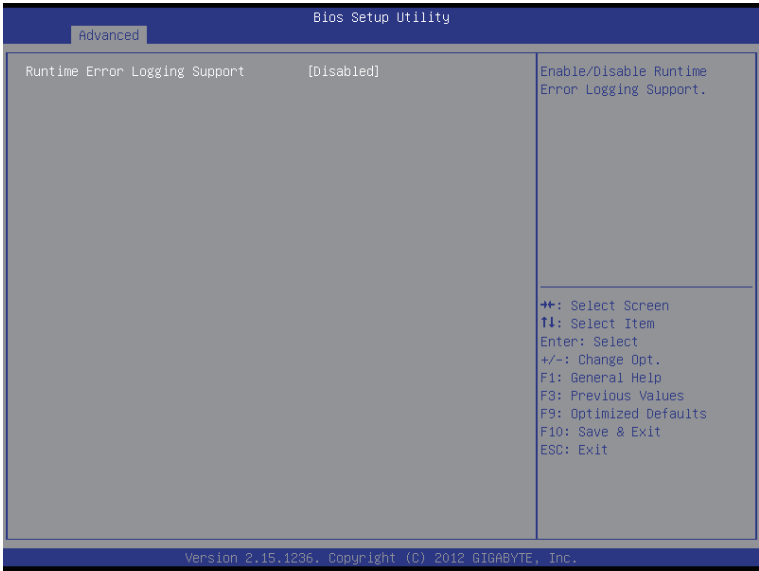 Bios Setup Utility
Advanced
Runtime Error Logging Support [Disabled]
Enable/Disable Runtime
Error Logging Support.
→←: Select Screen
↑↓: Select Item
Enter: Select
+/-: Change Opt.
F1: General Help
F3: Previous Values
F9: Optimized Defaults
F10: Save & Exit
ESC: Exit
Version 2.15.1236. Copyright (C) 2012 GIGABYTE, Inc.